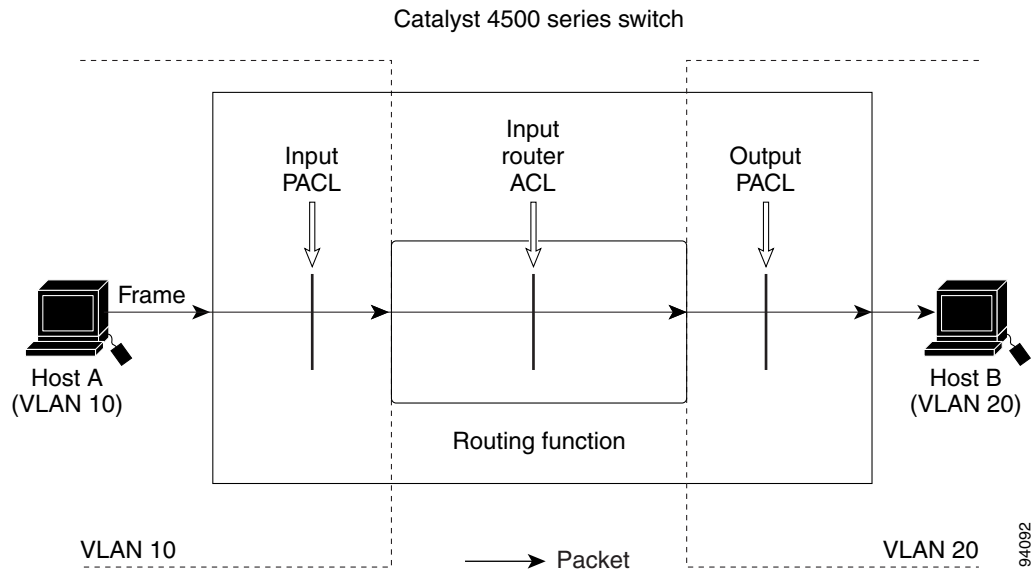 Catalyst 4500 series switch
Input
PACL
Input
router
ACL
Output
PACL
Frame
Host A
(VLAN 10)
Host B
(VLAN 20)
Routing function
VLAN 10
Packet
VLAN 20
94092